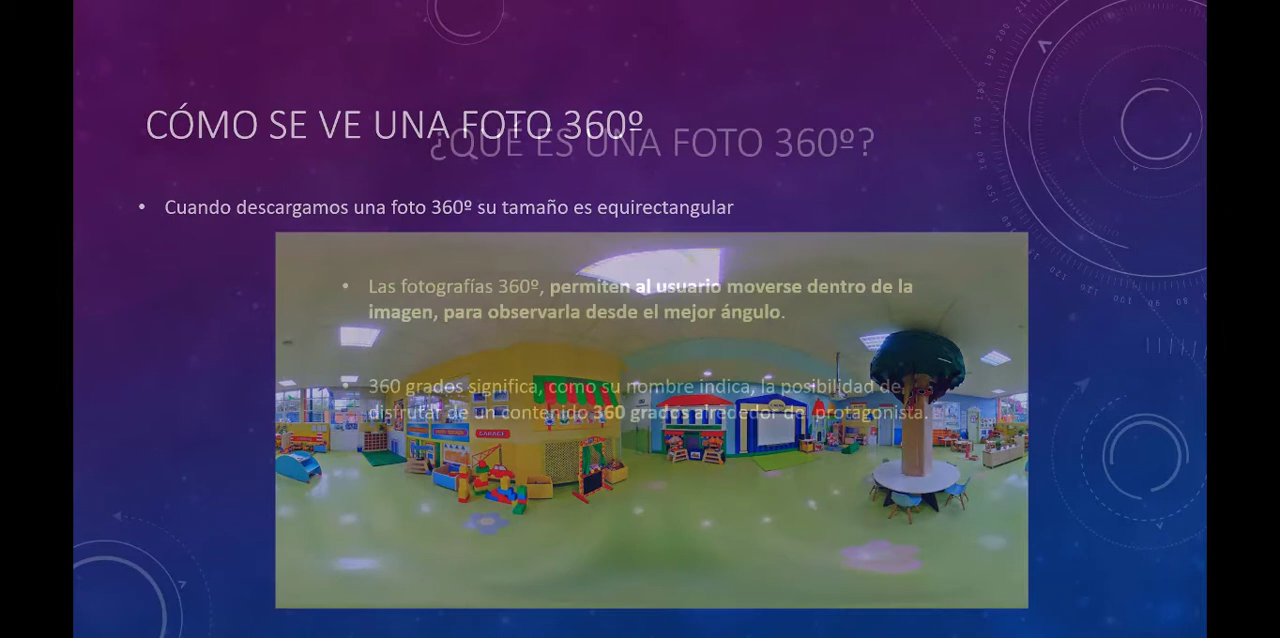 CÓMO SE VE UNA FOTO 360º
¿QUÉ ES UNA FOTO 360º?
• Cuando descargamos una foto 360º su tamaño es equirectangular
• Las fotografías 360º, permiten al usuario moverse dentro de la
imagen, para observarla desde el mejor ángulo.
• 360 grados significa, como su nombre indica, la posibilidad de
disfrutar de un contenido 360 grados alrededor del protagonista.